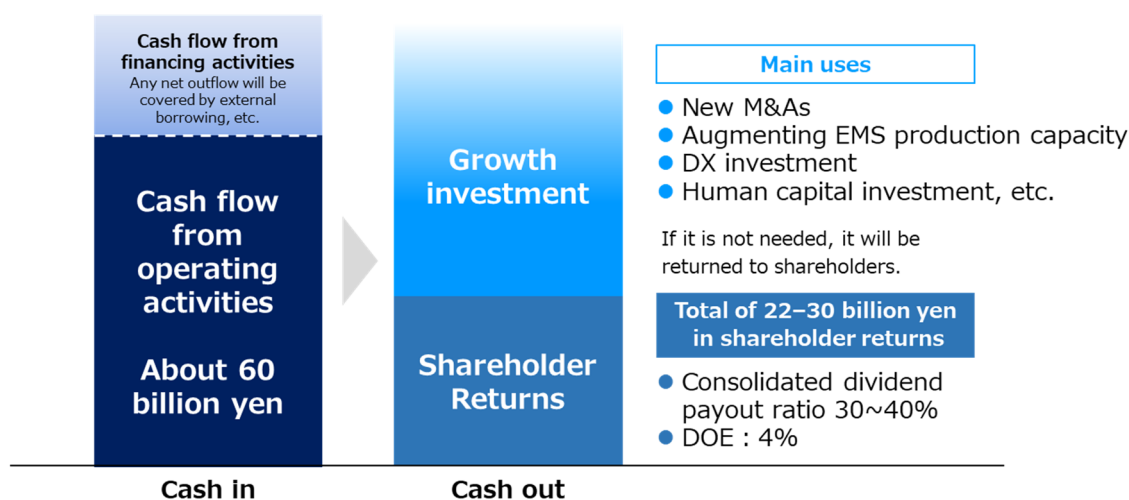 Cash flow from
financing activities
Any net outflow will be
covered by external
borrowing, etc.
Cash flow
from
operating
activities
About 60
billion yen
Cash in
Growth
investment
Shareholder
Returns
Cash out
Main uses
● New M&As
● Augmenting EMS production capacity
● DX investment
● Human capital investment, etc.
If it is not needed, it will be
returned to shareholders.
Total of 22–30 billion yen
in shareholder returns
● Consolidated dividend
payout ratio 30~40%
● DOE : 4%